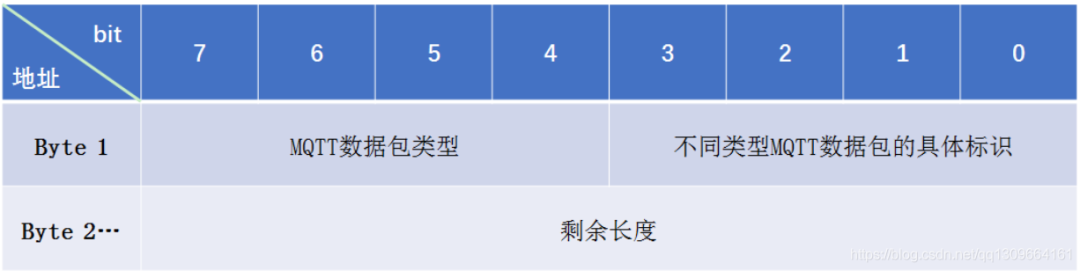 bit
地址
7 6 5 4 3 2 1 0
Byte 1 MQTT数据包类型 不同类型MQTT数据包的具体标识
Byte 2… 剩余长度
https://blog.csdn.net/qq1309664161